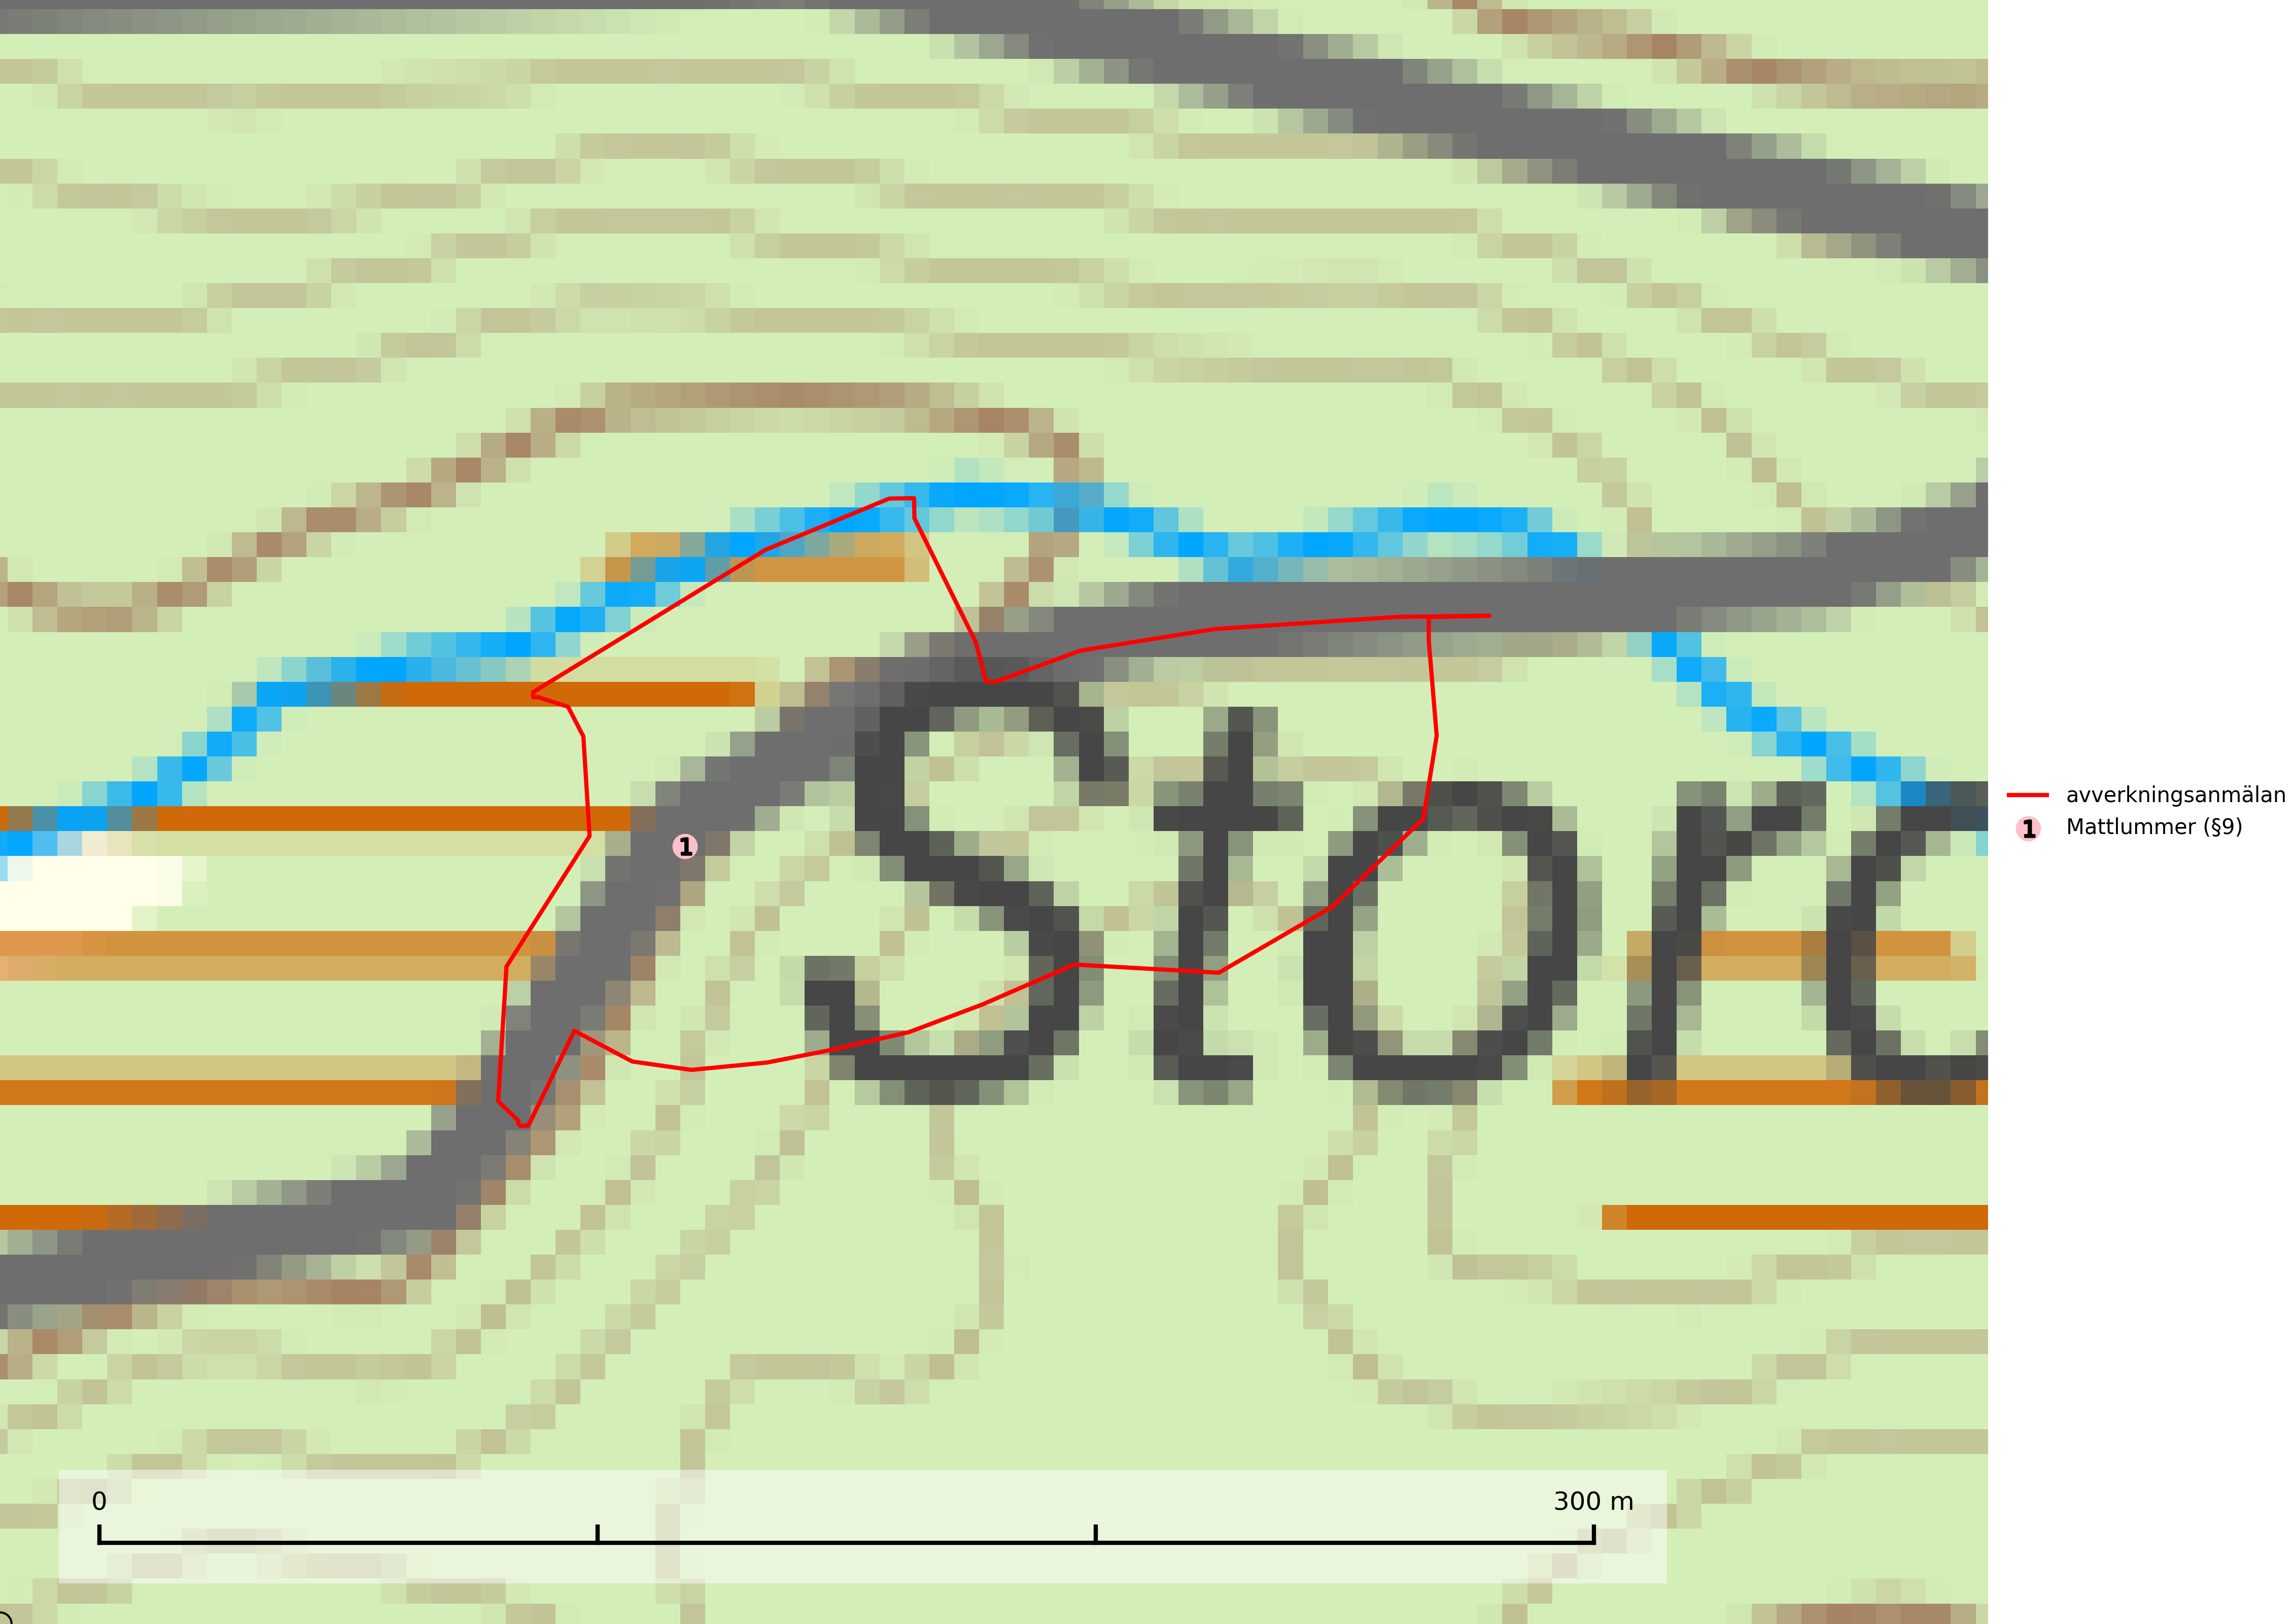 Stor
avverkningsanmälan
1 Mattlummer (§9)
1
0 300 m